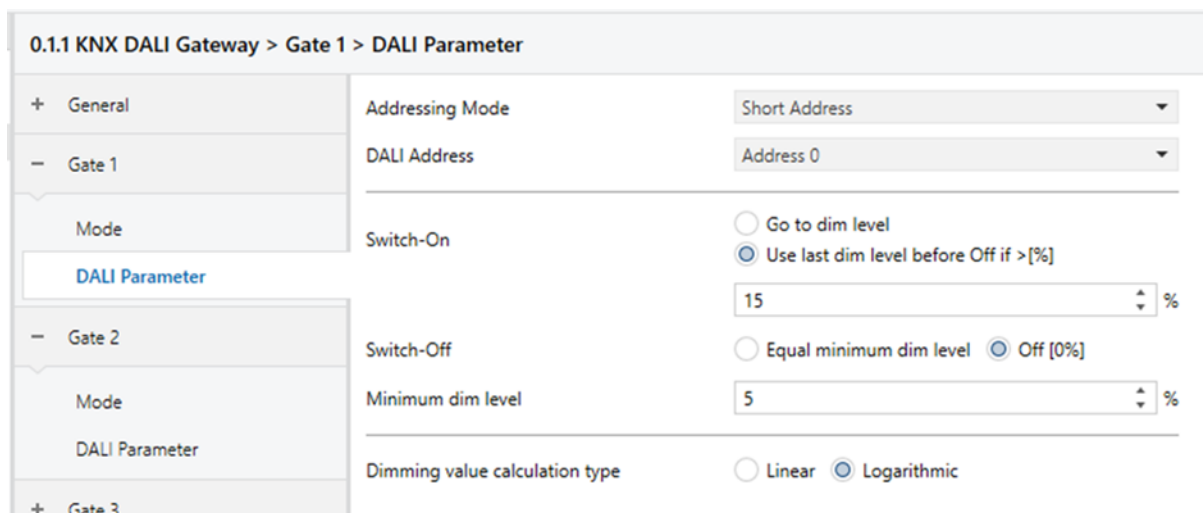 0.1.1 KNX DALI Gateway > Gate 1 > DALI Parameter
+ General
− Gate 1
Mode
DALI Parameter
− Gate 2
Mode
DALI Parameter
+ Gate 3
Addressing Mode Short Address
DALI Address Address 0
Switch-On Go to dim level
Use last dim level before Off if >[%]
15 %
Switch-Off Equal minimum dim level Off [0%]
Minimum dim level 5 %
Dimming value calculation type Linear Logarithmic